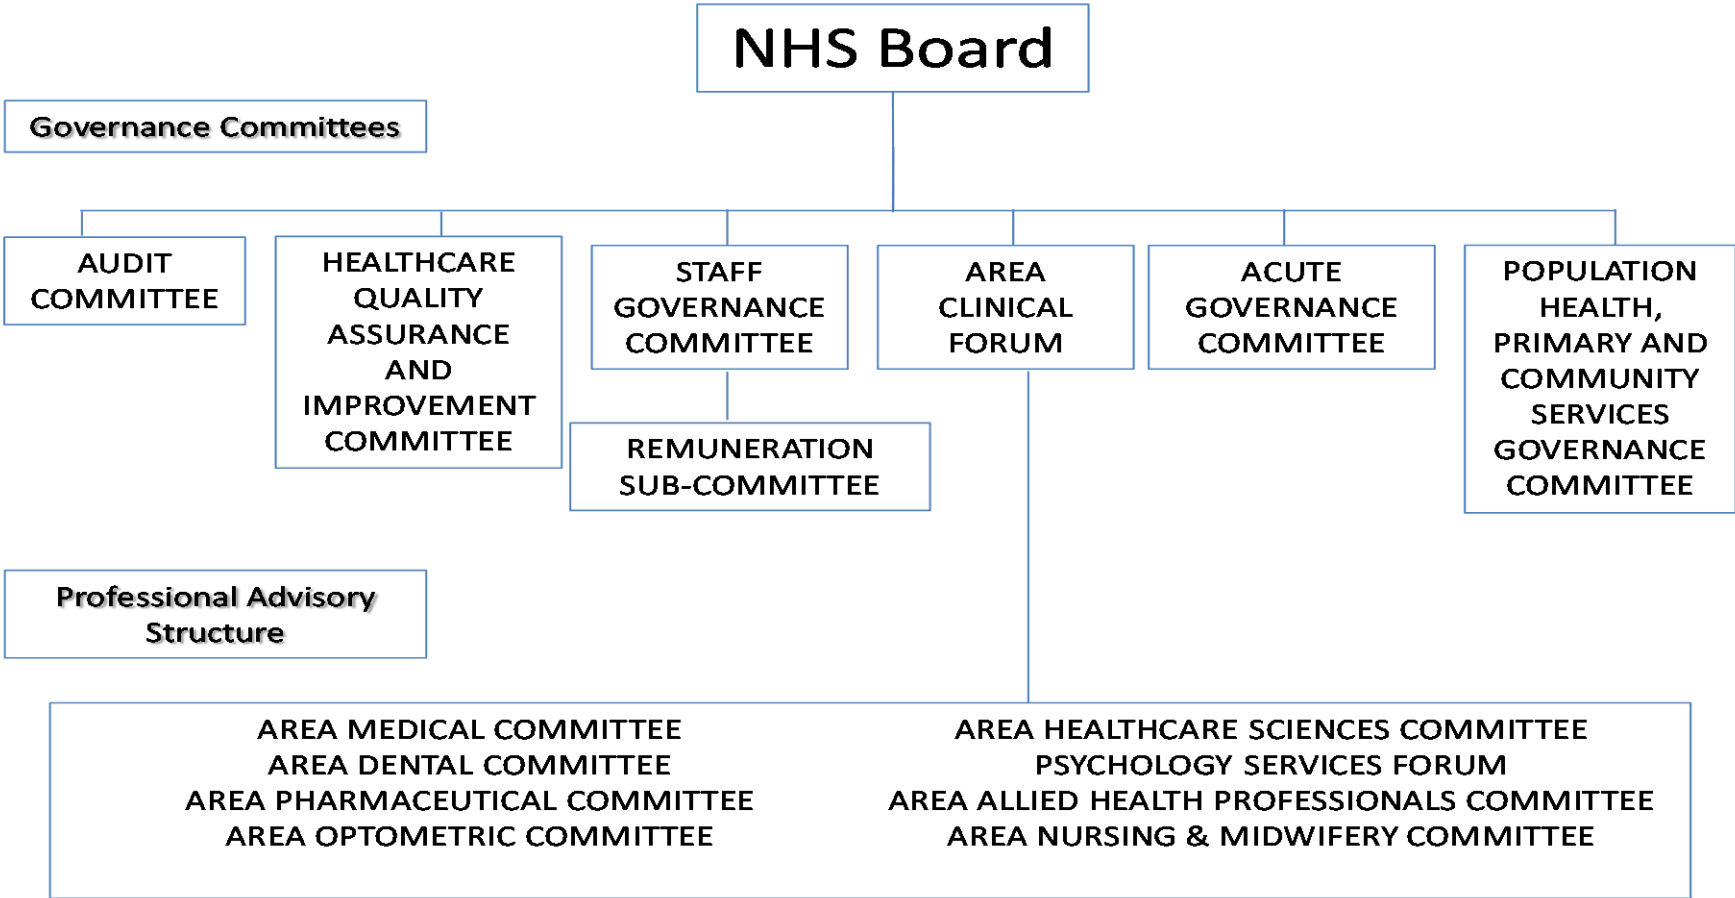 NHS Board
Governance Committees
AUDIT
COMMITTEE
HEALTHCARE
QUALITY
ASSURANCE
AND
IMPROVEMENT
COMMITTEE
STAFF
GOVERNANCE
COMMITTEE
AREA
CLINICAL
FORUM
ACUTE
GOVERNANCE
COMMITTEE
POPULATION
HEALTH,
PRIMARY AND
COMMUNITY
SERVICES
GOVERNANCE
COMMITTEE
REMUNERATION
SUB-COMMITTEE
Professional Advisory
Structure
AREA MEDICAL COMMITTEE
AREA DENTAL COMMITTEE
AREA PHARMACEUTICAL COMMITTEE
AREA OPTOMETRIC COMMITTEE
AREA HEALTHCARE SCIENCES COMMITTEE
PSYCHOLOGY SERVICES FORUM
AREA ALLIED HEALTH PROFESSIONALS COMMITTEE
AREA NURSING & MIDWIFERY COMMITTEE